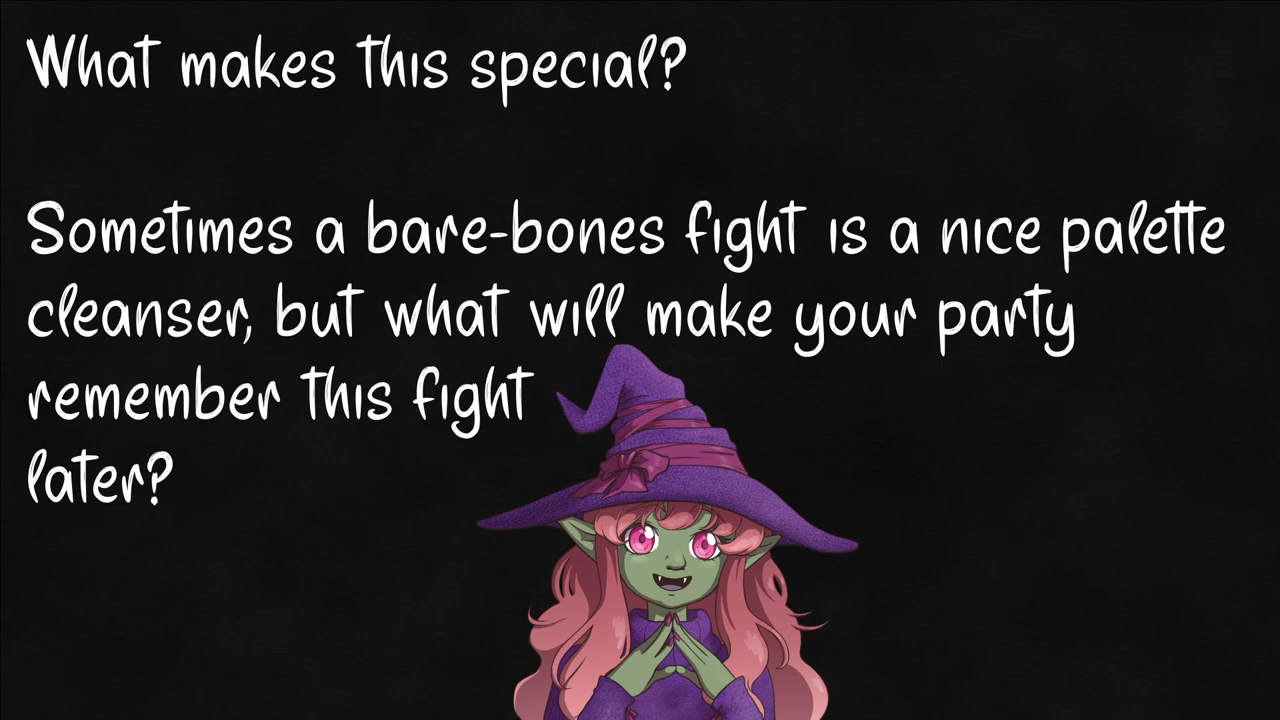 What makes this special?
Sometimes a bare-bones fight is a nice palette
cleanser, but what will make your party
remember this fight
later?